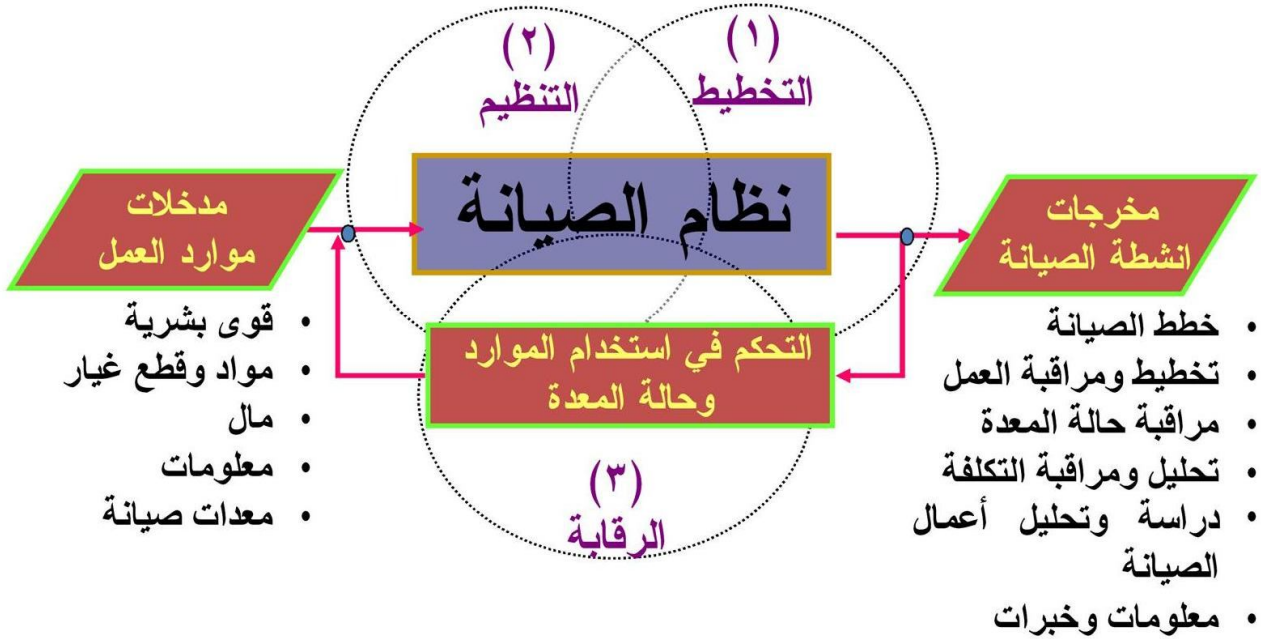 (١)
التخطيط
(٢)
التنظيم
نظام الصيانة
مدخلات
موارد العمل
مخرجات
انشطة الصيانة
التحكم في استخدام الموارد
وحالة المعدة
(٣)
الرقابة
• قوى بشرية
• مواد وقطع غيار
• مال
• معلومات
• معدات صيانة
• خطط الصيانة
• تخطيط ومراقبة العمل
• مراقبة حالة المعدة
• تحليل ومراقبة التكلفة
• دراسة وتحليل أعمال
الصيانة
• معلومات وخبرات